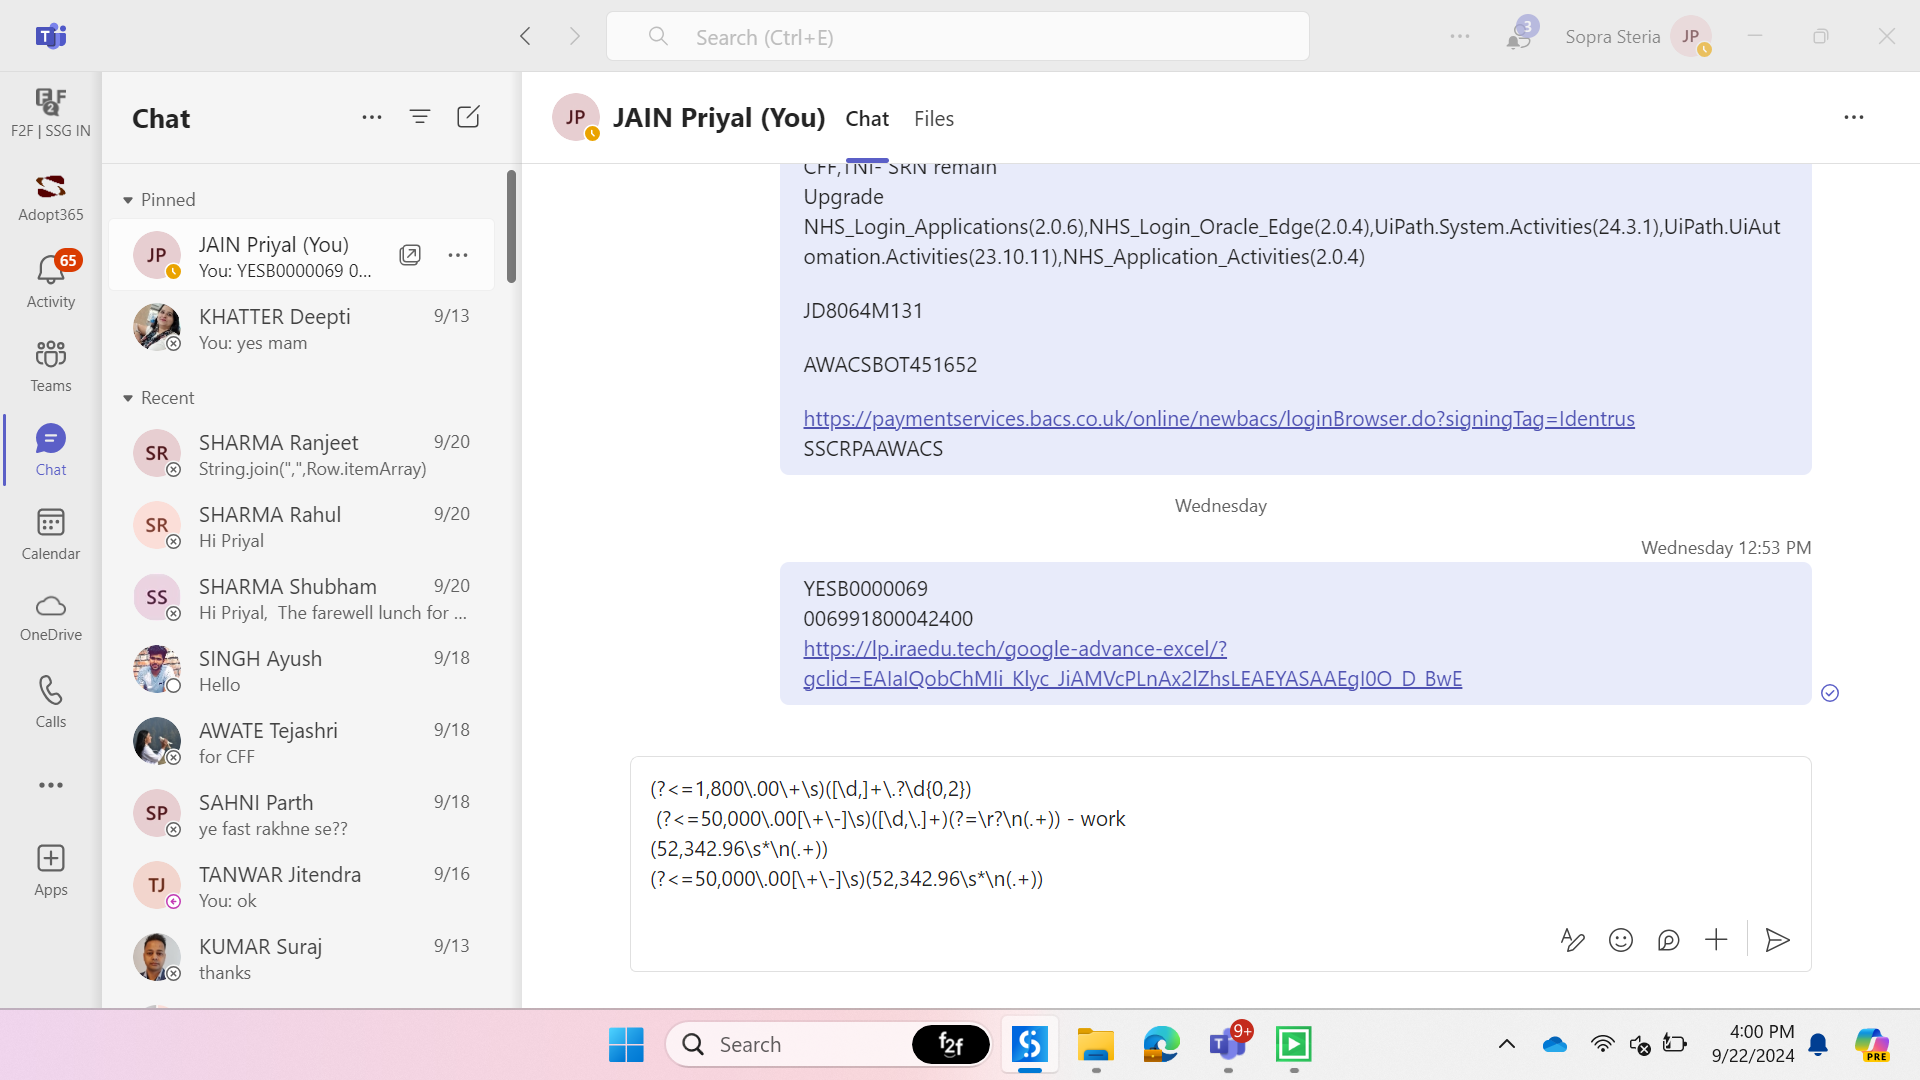 Search (Ctrl+E)
3
Sopra Steria
JP
F2F | SSG IN
Adopt365
65
Activity
Teams
Chat
Calendar
OneDrive
Calls
Apps
Chat
Pinned
JP
JAIN Priyal (You)
You: YESB0000069 0...
KHATTER Deepti
9/13
You: yes mam
Recent
SR
SHARMA Ranjeet
9/20
String.join(",",Row.itemArray)
SR
SHARMA Rahul
9/20
Hi Priyal
SS
SHARMA Shubham
9/20
Hi Priyal, The farewell lunch for ...
SINGH Ayush
9/18
Hello
AWATE Tejashri
9/18
for CFF
SP
SAHNI Parth
9/18
ye fast rakhne se??
TJ
TANWAR Jitendra
9/16
You: ok
KUMAR Suraj
9/13
thanks
JP
JAIN Priyal (You)
Chat
Files
CFF,TNI- SRN remain
Upgrade
NHS_Login_Applications(2.0.6),NHS_Login_Oracle_Edge(2.0.4),UiPath.System.Activities(24.3.1),UiPath.UiAut
omation.Activities(23.10.11),NHS_Application_Activities(2.0.4)
JD8064M131
AWACSBOT451652
https://paymentservices.bacs.co.uk/online/newbacs/loginBrowser.do?signingTag=Identrus
SSCRPAAWACS
Wednesday
Wednesday 12:53 PM
YESB0000069
006991800042400
https://lp.iraedu.tech/google-advance-excel/?
gclid=EAIaIQobChMIi_Klyc_JiAMVcPLnAx2lZhsLEAEYASAAEgI0O_D_BwE
(?<=1,800\.00\+\s)([\d,]+\.?\d{0,2})
(?<=50,000\.00[\+\-]\s)([\d,\.]+)(?=\r?\n(.+)) - work
(52,342.96\s*\n(.+))
(?<=50,000\.00[\+\-]\s)(52,342.96\s*\n(.+))
Search
f2f
9+
4:00 PM
9/22/2024
PRE